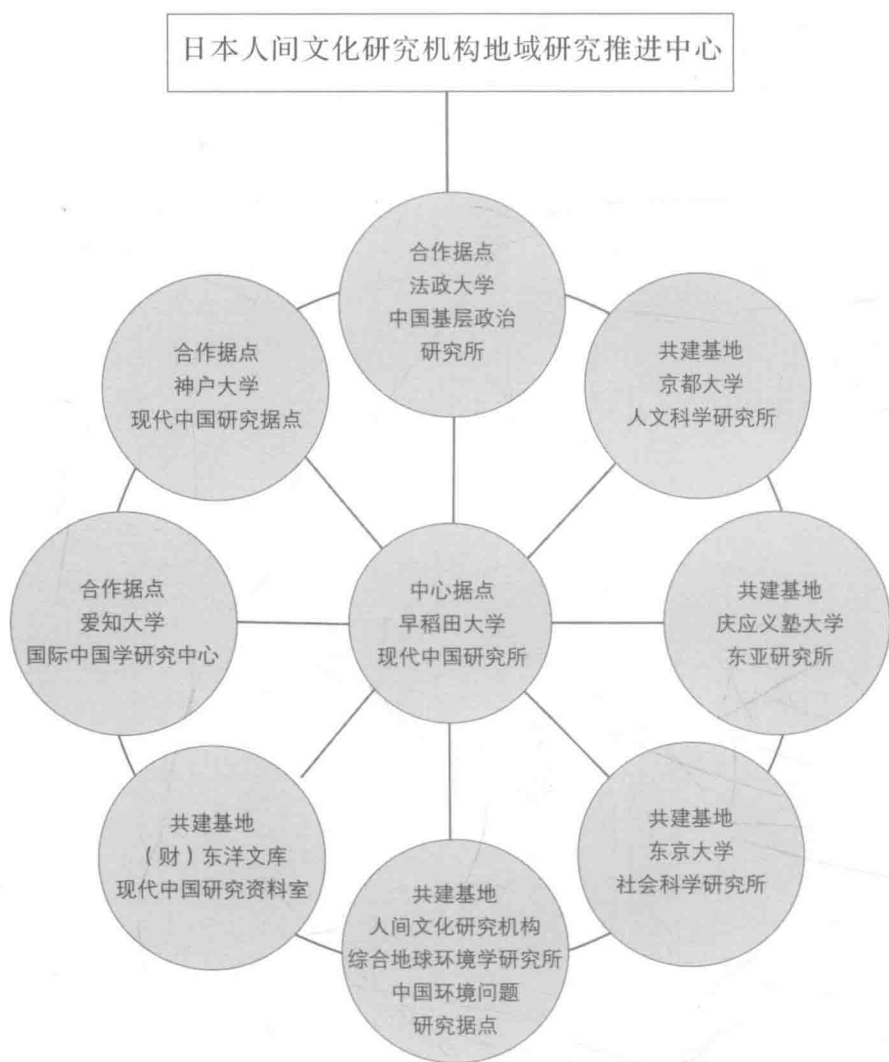 日本人间文化研究机构地域研究推进中心
合作据点
法政大学
中国基层政治
研究所
合作据点
神户大学
现代中国研究据点
共建基地
京都大学
人文科学研究所
合作据点
爱知大学
国际中国学研究中心
中心据点
早稻田大学
现代中国研究所
共建基地
庆应义塾大学
东亚研究所
共建基地
（财）东洋文库
现代中国研究资料室
共建基地
东京大学
社会科学研究所
共建基地
人间文化研究机构
综合地球环境学研究所
中国环境问题
研究据点